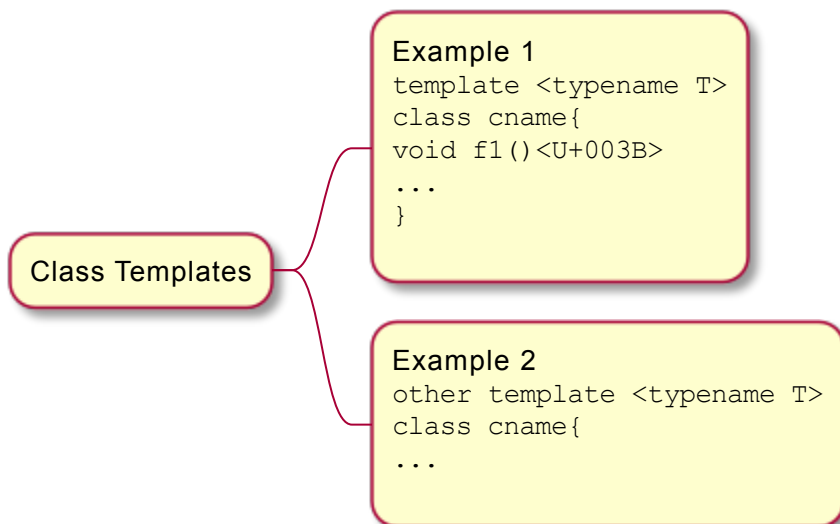 Class Templates
Example 1
template <typename T>
class cname{
void f1()<U+003B>
...
}
Example 2
other template <typename T>
class cname{
...